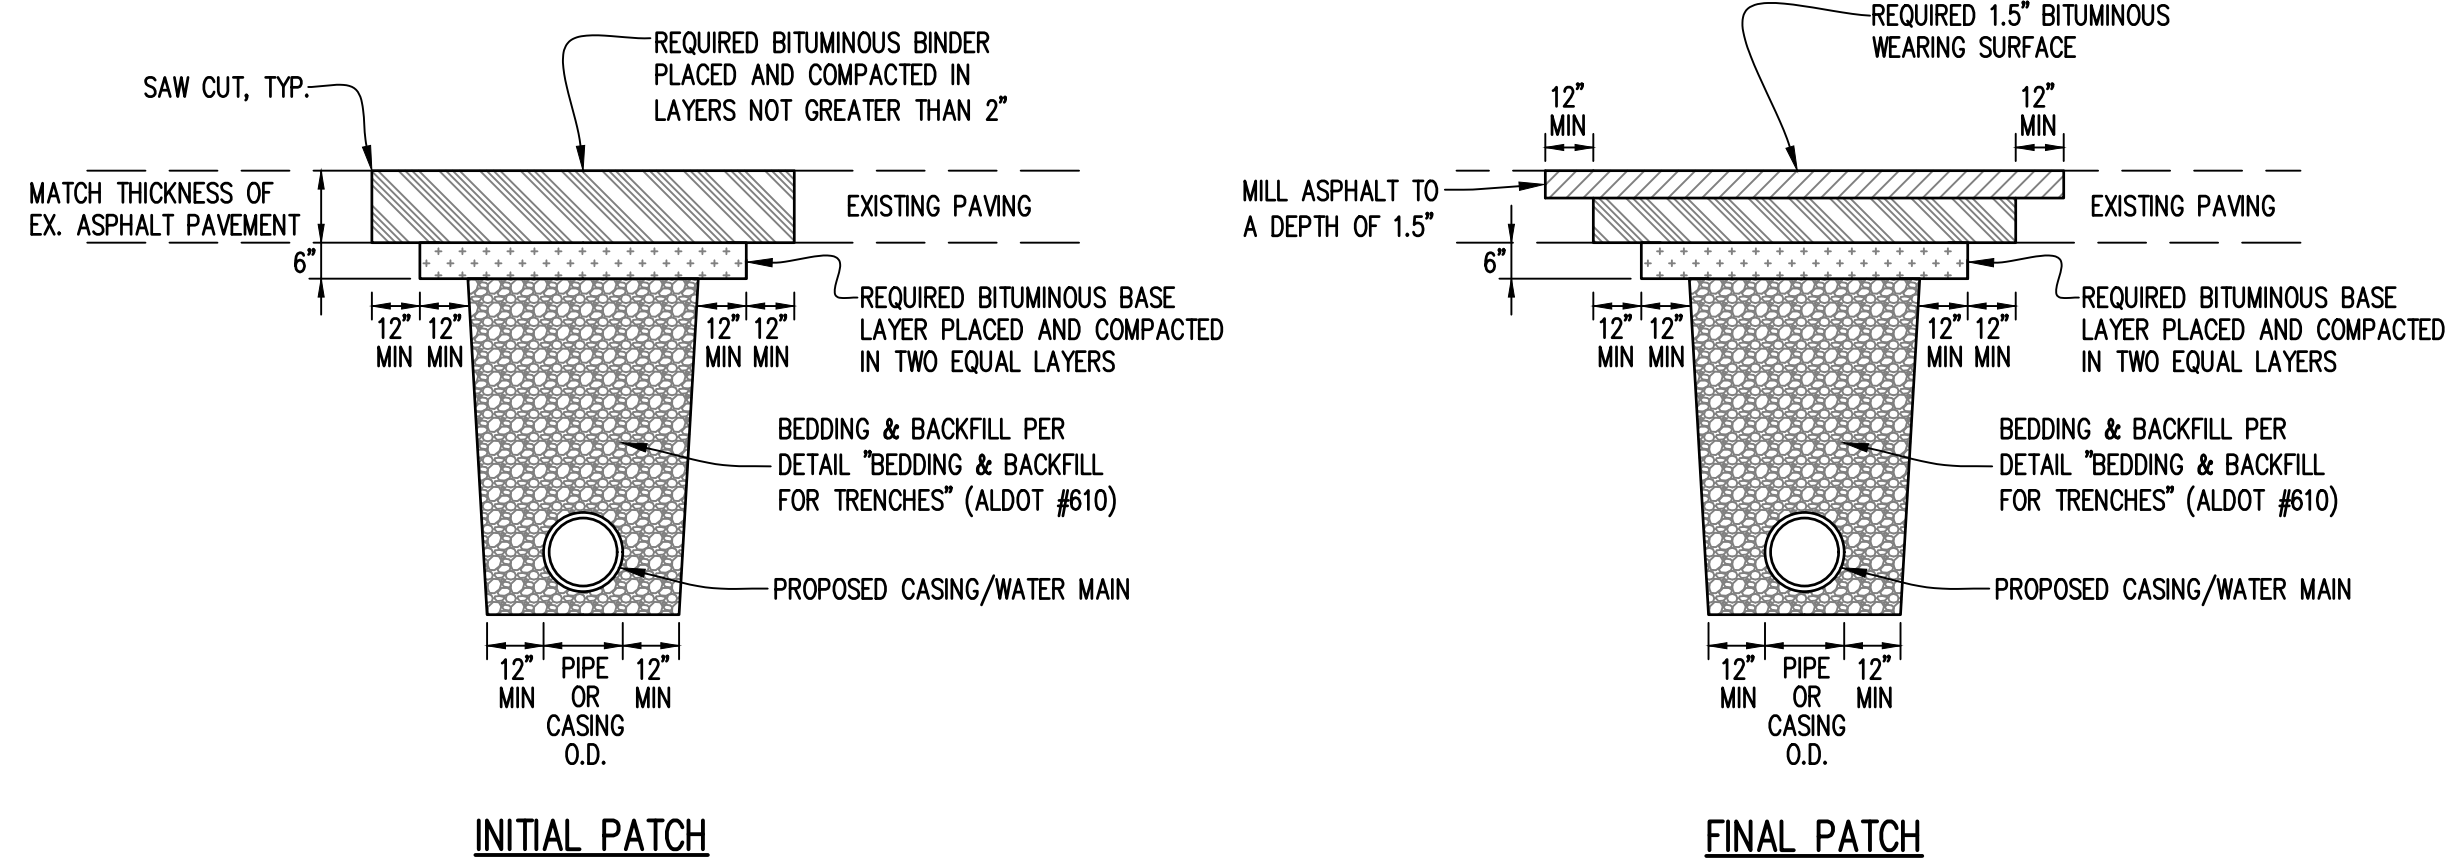 SAW CUT, TYP.
REQUIRED BITUMINOUS BINDER
PLACED AND COMPACTED IN
LAYERS NOT GREATER THAN 2"
MATCH THICKNESS OF
EX. ASPHALT PAVEMENT
EXISTING PAVING
6"
12"
MIN
12"
MIN
12"
MIN
12"
MIN
REQUIRED BITUMINOUS BASE
LAYER PLACED AND COMPACTED
IN TWO EQUAL LAYERS
BEDDING & BACKFILL PER
DETAIL "BEDDING & BACKFILL
FOR TRENCHES" (ALDOT #610)
PROPOSED CASING/WATER MAIN
12"
MIN
PIPE
OR
CASING
O.D.
12"
MIN
INITIAL PATCH
REQUIRED 1.5" BITUMINOUS
WEARING SURFACE
12"
MIN
12"
MIN
MILL ASPHALT TO
A DEPTH OF 1.5"
EXISTING PAVING
6"
12"
MIN
12"
MIN
12"
MIN
12"
MIN
REQUIRED BITUMINOUS BASE
LAYER PLACED AND COMPACTED
IN TWO EQUAL LAYERS
BEDDING & BACKFILL PER
DETAIL "BEDDING & BACKFILL
FOR TRENCHES" (ALDOT #610)
PROPOSED CASING/WATER MAIN
12"
MIN
PIPE
OR
CASING
O.D.
12"
MIN
FINAL PATCH